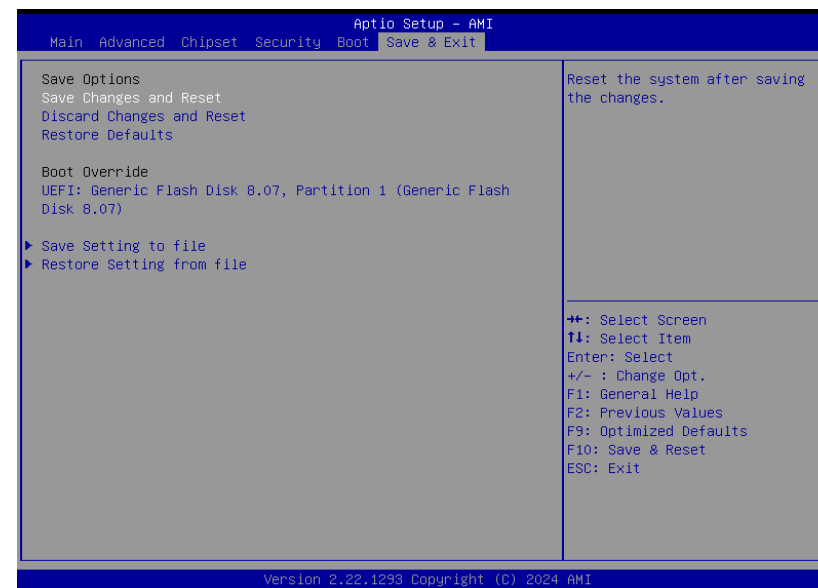 Aptio Setup – AMI
Main Advanced Chipset Security Boot Save & Exit
Save Options
Save Changes and Reset
Discard Changes and Reset
Restore Defaults
Boot Override
UEFI: Generic Flash Disk 8.07, Partition 1 (Generic Flash
Disk 8.07)
Save Setting to file
Restore Setting from file
Reset the system after saving
the changes.
→←: Select Screen
↑↓: Select Item
Enter: Select
+/- : Change Opt.
F1: General Help
F2: Previous Values
F9: Optimized Defaults
F10: Save & Reset
ESC: Exit
Version 2.22.1293 Copyright (C) 2024 AMI